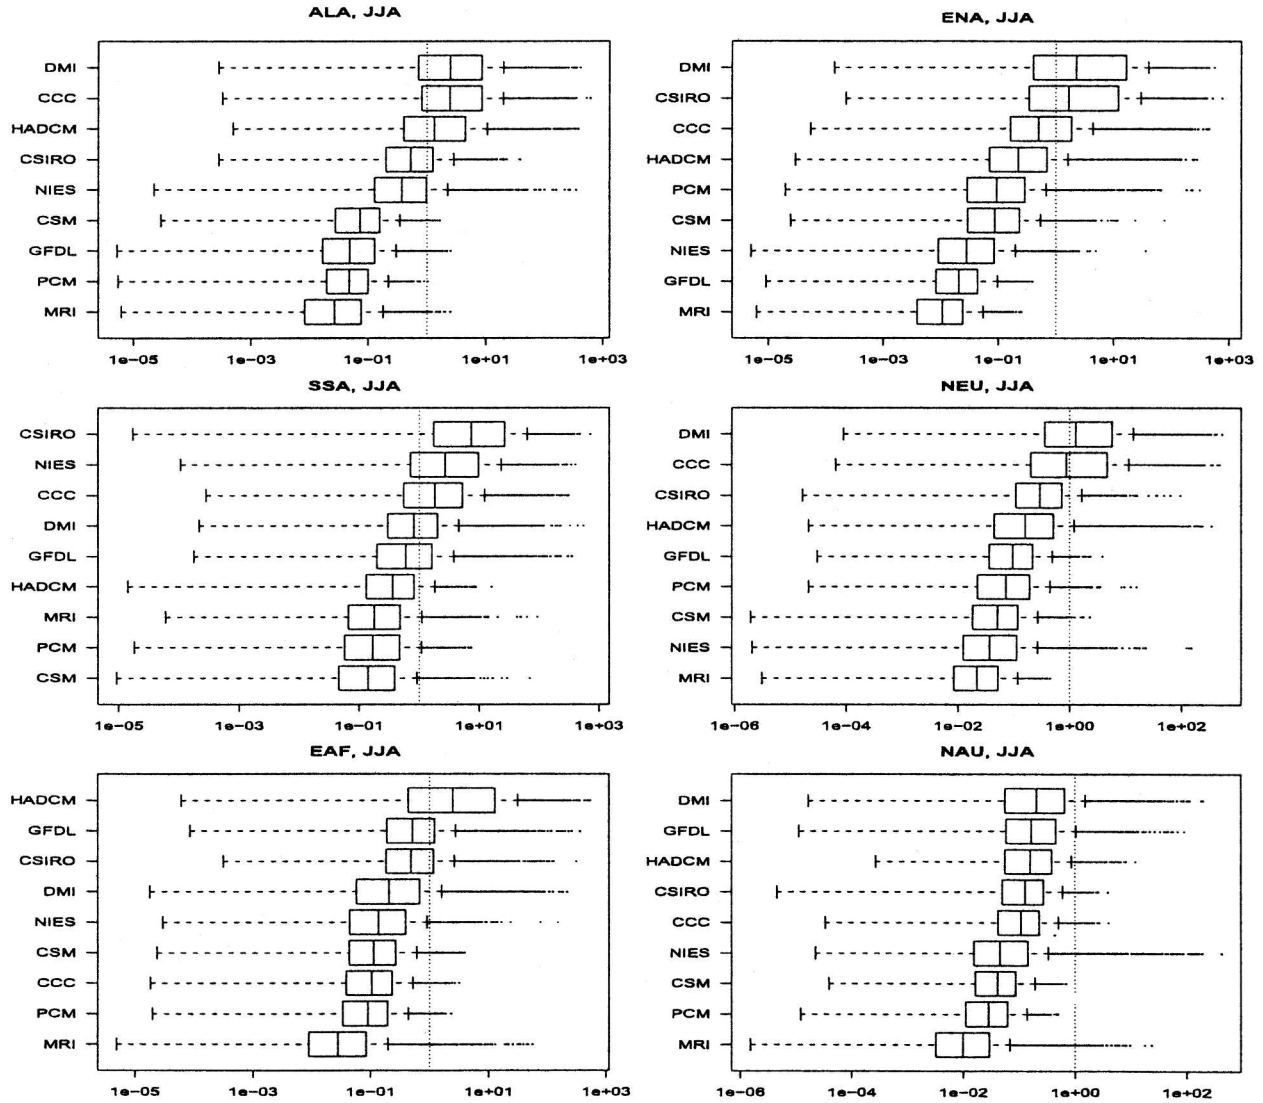 ALA, JJA
DMI
CCC
HADCM
CSIRO
NIES
CSM
GFDL
PCM
MRI
1e-05 1e-03 1e-01 1e+01 1e+03
ENA, JJA
DMI
CSIRO
CCC
HADCM
PCM
CSM
NIES
GFDL
MRI
1e-05 1e-03 1e-01 1e+01 1e+03
SSA, JJA
CSIRO
NIES
CCC
DMI
GFDL
HADCM
MRI
PCM
CSM
1e-05 1e-03 1e-01 1e+01 1e+03
NEU, JJA
DMI
CCC
CSIRO
HADCM
GFDL
PCM
CSM
NIES
MRI
1e-06 1e-04 1e-02 1e+00 1e+02
EAF, JJA
HADCM
GFDL
CSIRO
DMI
NIES
CSM
CCC
PCM
MRI
1e-05 1e-03 1e-01 1e+01 1e+03
NAU, JJA
DMI
GFDL
HADCM
CSIRO
CCC
NIES
CSM
PCM
MRI
1e-06 1e-04 1e-02 1e+00 1e+02